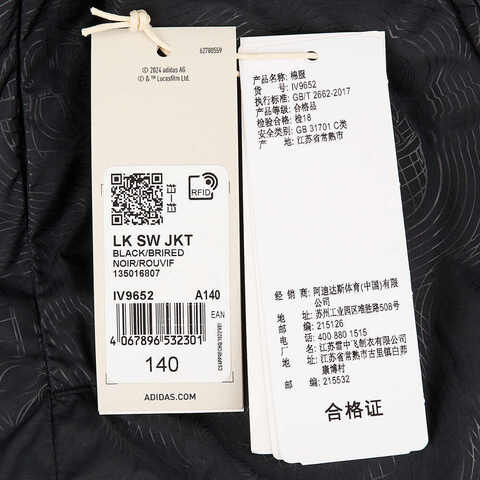 62780559
© 2024 adidas AG
© & ™ Lucasfilm Ltd.
RFID
LK SW JKT
BLACK/BRIRED
NOIR/ROUVIF
135016807
IV9652 A140
EAN
4 067896 532301
140
ADIDAS.COM
产品名称: 棉服
货 号: IV9652
执行标准: GB/T 2662-2017
产品等级: 合格品
检验合格: 检18
安全类别: GB 31701 C类
产 地: 江苏省常熟市
经 销 商: 阿迪达斯体育(中国)有限
公司
地 址: 苏州工业园区唯胜路508号
邮 编: 215126
电 话: 400 880 1515
厂 名: 江苏雪中飞制衣有限公司
地 址: 江苏省常熟市古里镇白茆
康博村
邮 编: 215532
合格证